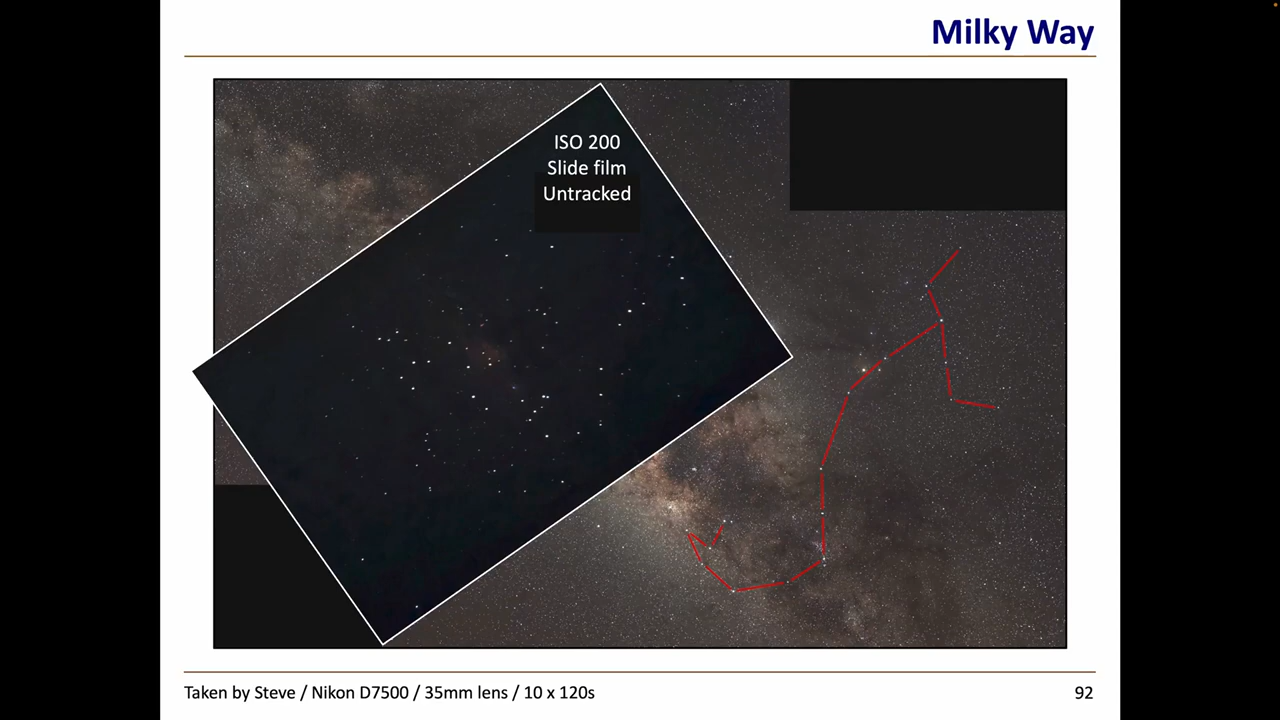 Milky Way
ISO 200
Slide film
Untracked
Taken by Steve / Nikon D7500 / 35mm lens / 10 x 120s
92